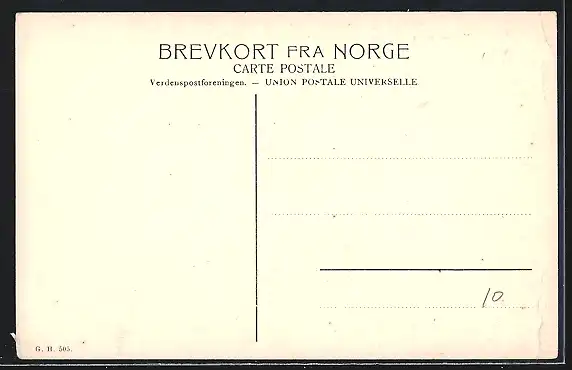 BREVKORT FRA NORGE
CARTE POSTALE
Verdenspostforeningen. — UNION POSTALE UNIVERSELLE
10
G. H. 505.